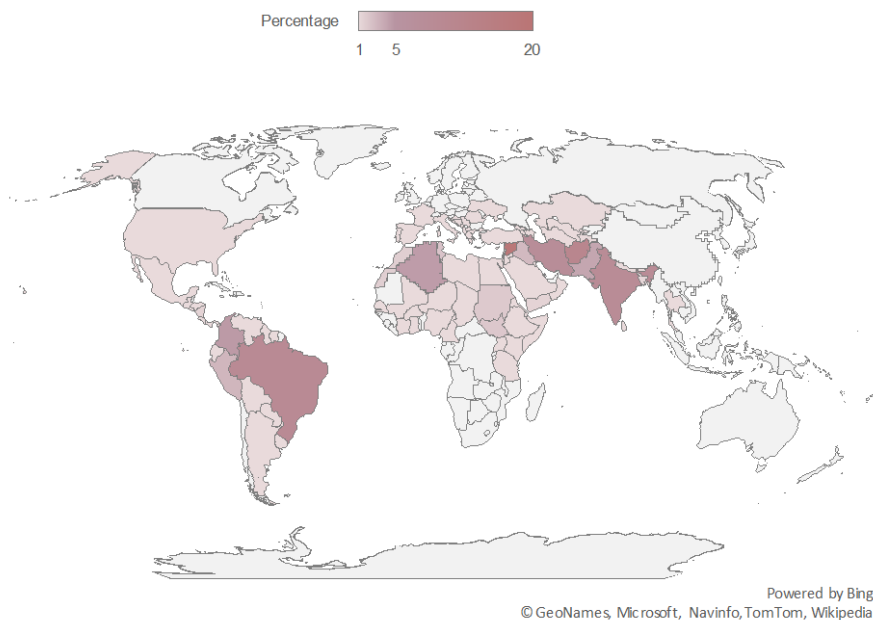 Percentage
1 5 20
Powered by Bing
© GeoNames, Microsoft, Navinfo, TomTom, Wikipedia